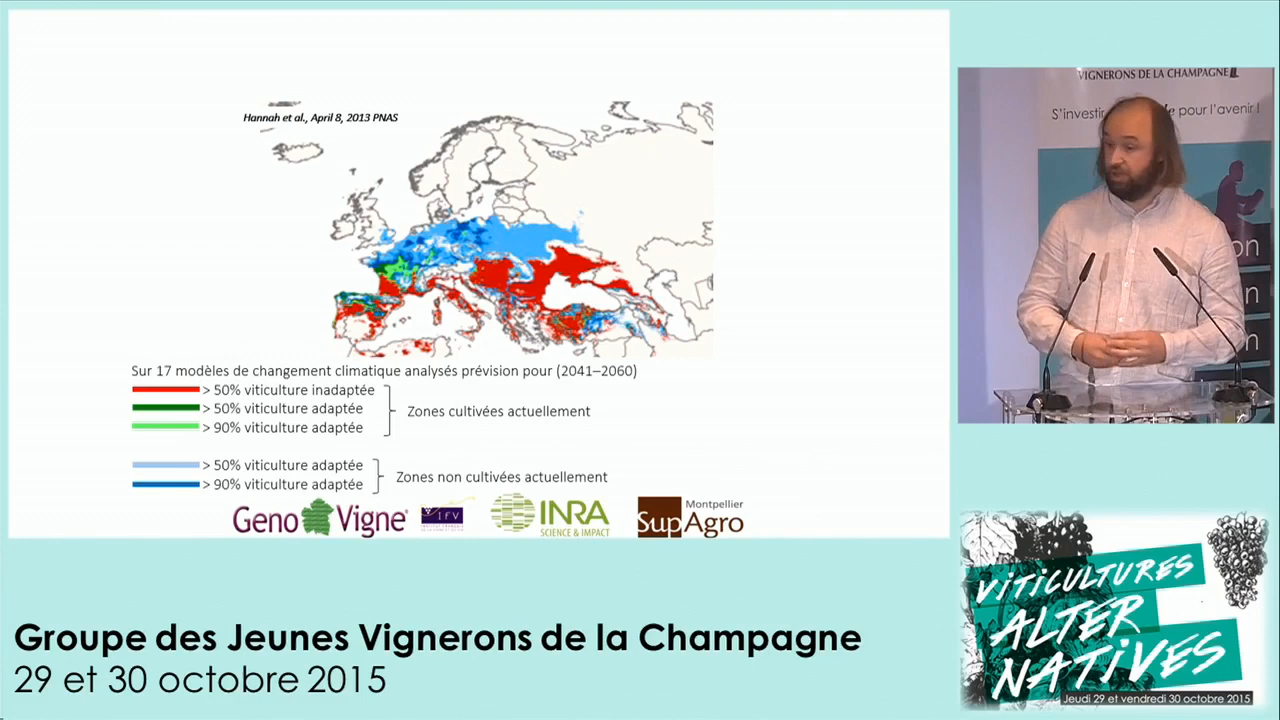 Hannah et al., April 8, 2013 PNAS
Sur 17 modèles de changement climatique analysés prévision pour (2041–2060)
> 50% viticulture inadaptée
> 50% viticulture adaptée
> 90% viticulture adaptée
Zones cultivées actuellement
> 50% viticulture adaptée
> 90% viticulture adaptée
Zones non cultivées actuellement
Geno Vigne
IFV
INRA
SCIENCE & IMPACT
Montpellier
SupAgro
VIGNERONS DE LA CHAMPAGNE
S'investir pour l'avenir !
on
on
on
VITICULTURES
ALTER
NATIVES
Jeudi 29 et vendredi 30 octobre 2015
Groupe des Jeunes Vignerons de la Champagne
29 et 30 octobre 2015